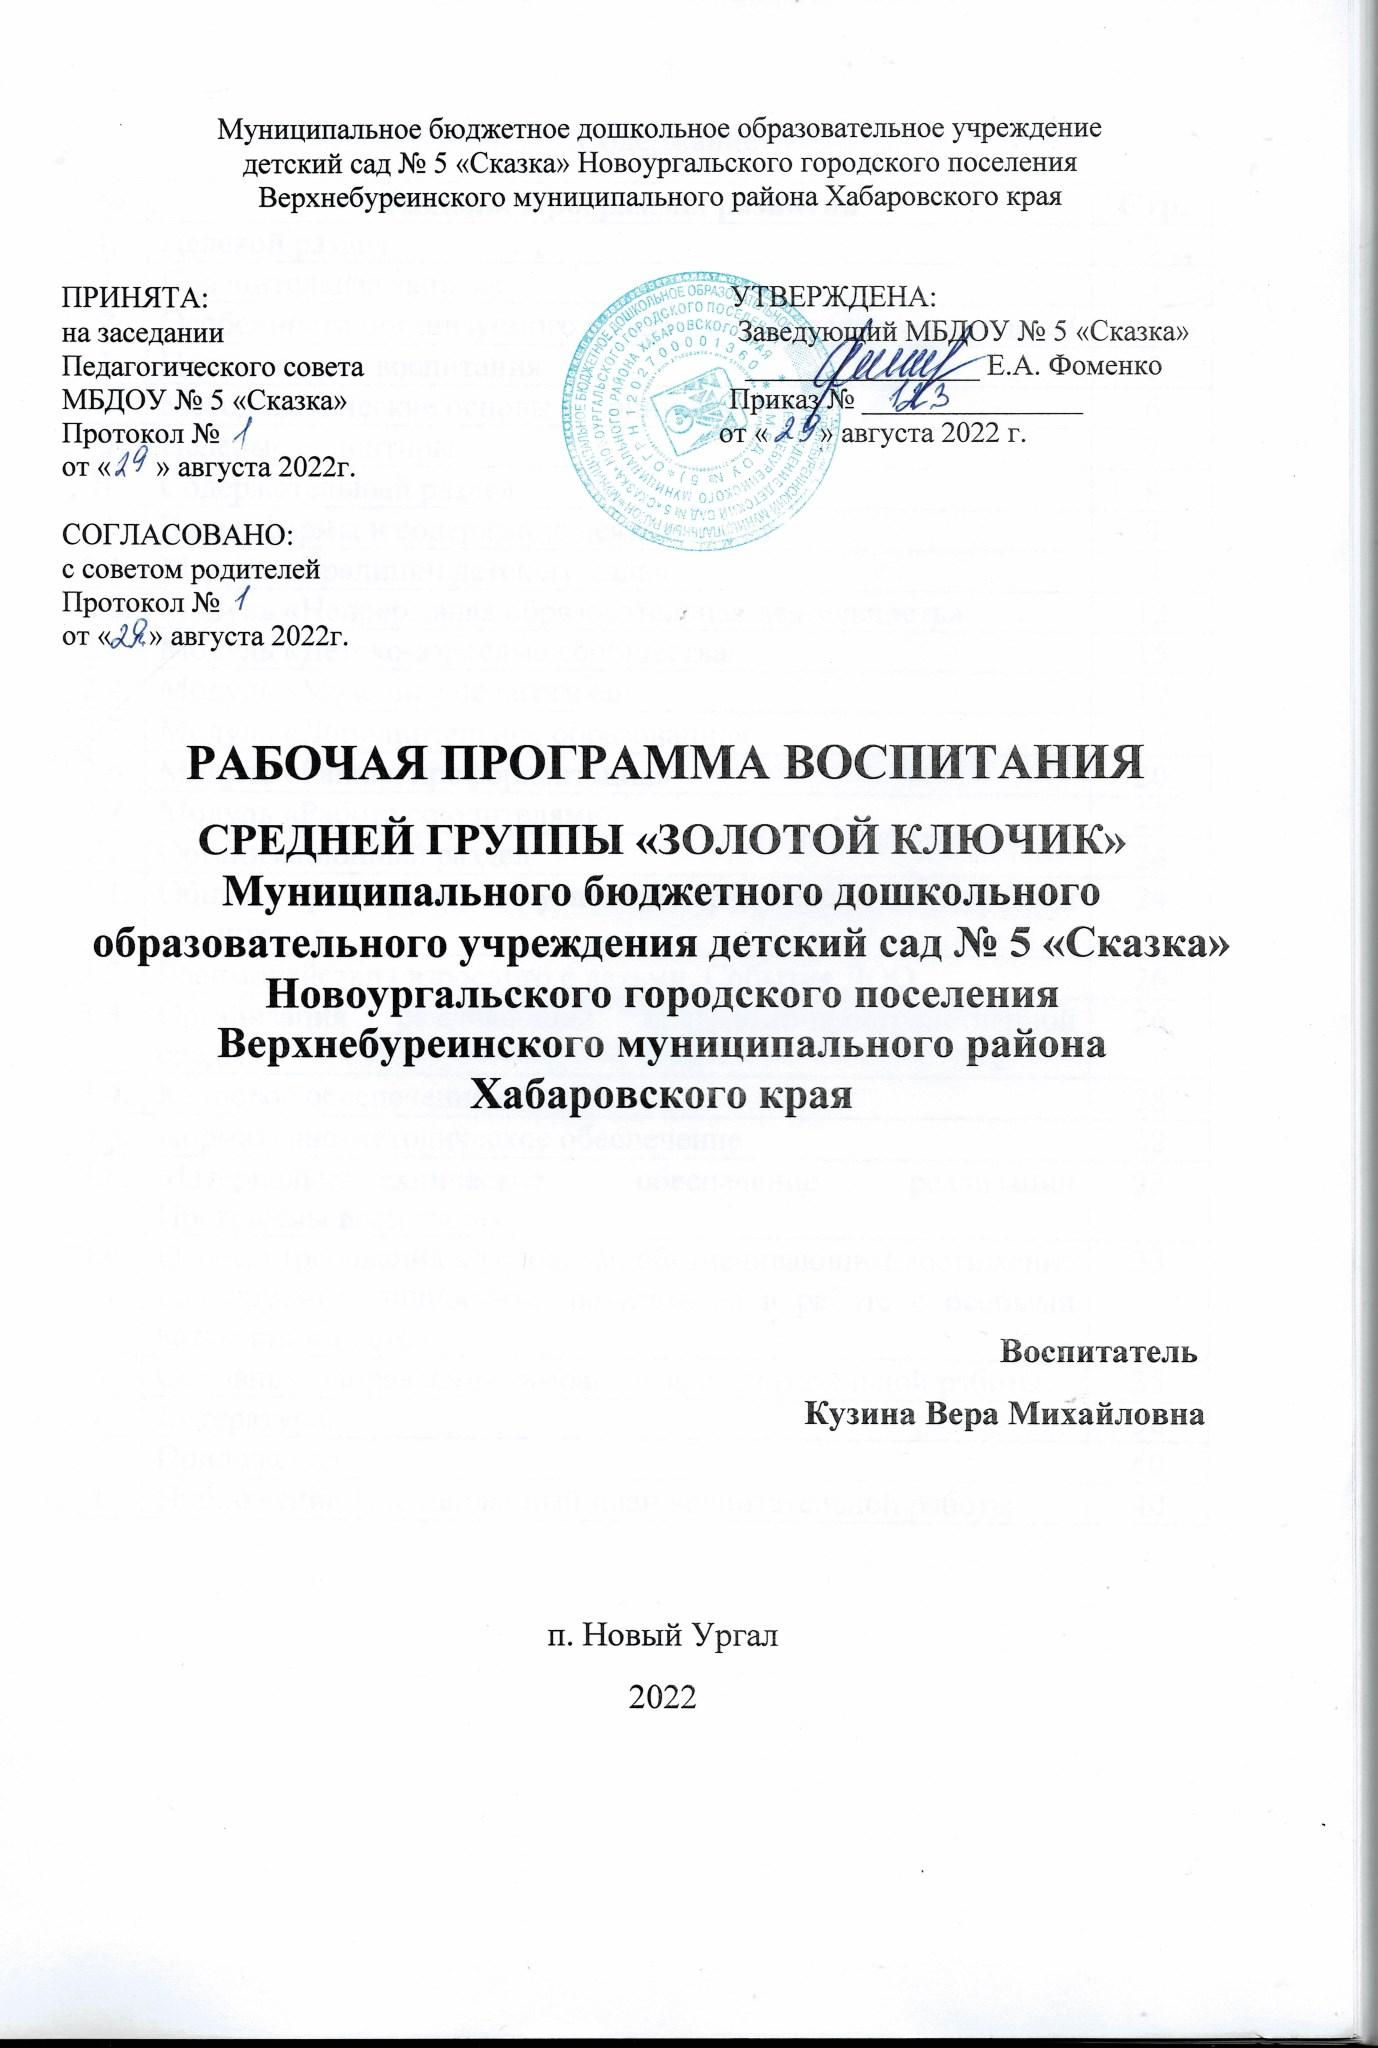 Муниципальное бюджетное дошкольное образовательное учреждение
детский сад № 5 «Сказка» Новоургальского городского поселения
Верхнебуреинского муниципального района Хабаровского края
ПРИНЯТА:
на заседании
Педагогического совета
МБДОУ № 5 «Сказка»
Протокол № 1
от «29» августа 2022г.
УТВЕРЖДЕНА:
Заведующий МБДОУ № 5 «Сказка»
Е.А. Фоменко
Приказ № 123
от «29» августа 2022 г.
СОГЛАСОВАНО:
с советом родителей
Протокол № 1
от «29» августа 2022г.
РАБОЧАЯ ПРОГРАММА ВОСПИТАНИЯ
СРЕДНЕЙ ГРУППЫ «ЗОЛОТОЙ КЛЮЧИК»
Муниципального бюджетного дошкольного
образовательного учреждения детский сад № 5 «Сказка»
Новоургальского городского поселения
Верхнебуреинского муниципального района
Хабаровского края
Воспитатель
Кузина Вера Михайловна
п. Новый Ургал
2022